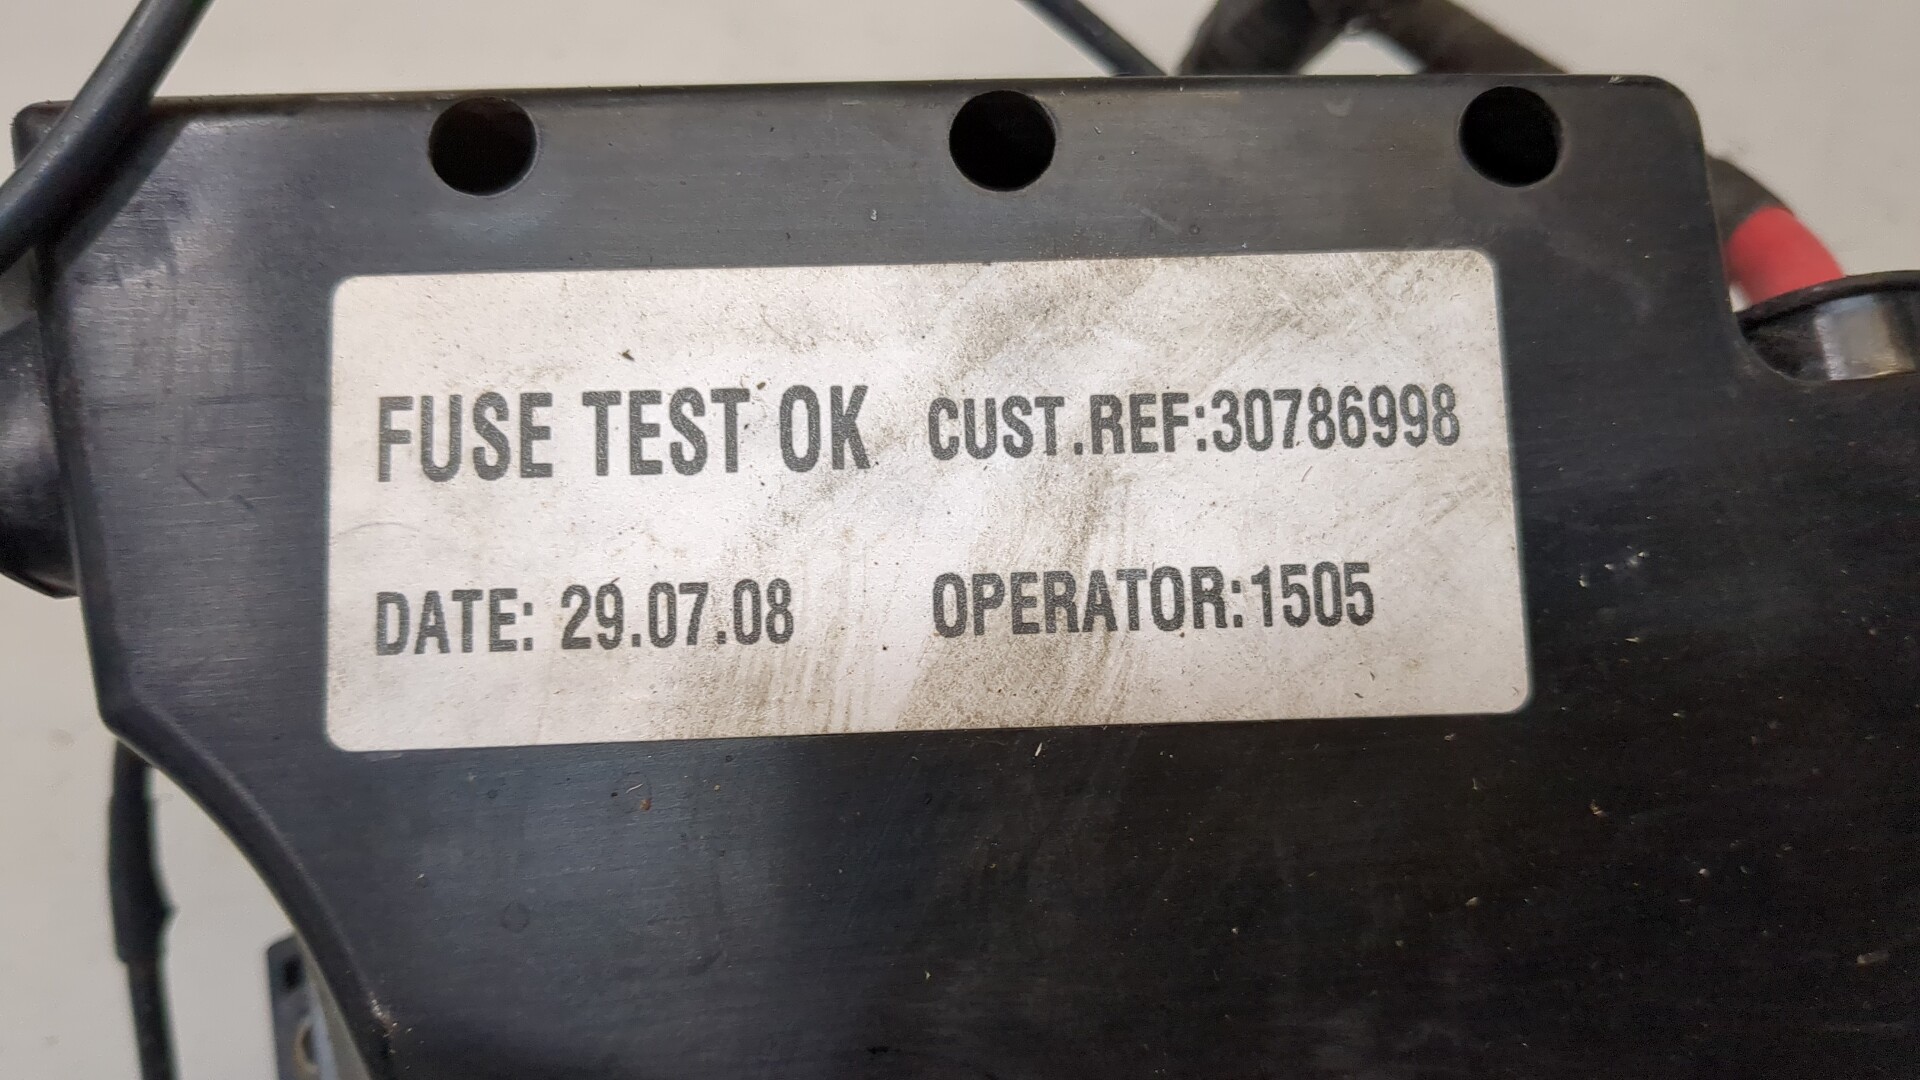 FUSE TEST OK CUST.REF:30786998
DATE: 29.07.08 OPERATOR:1505